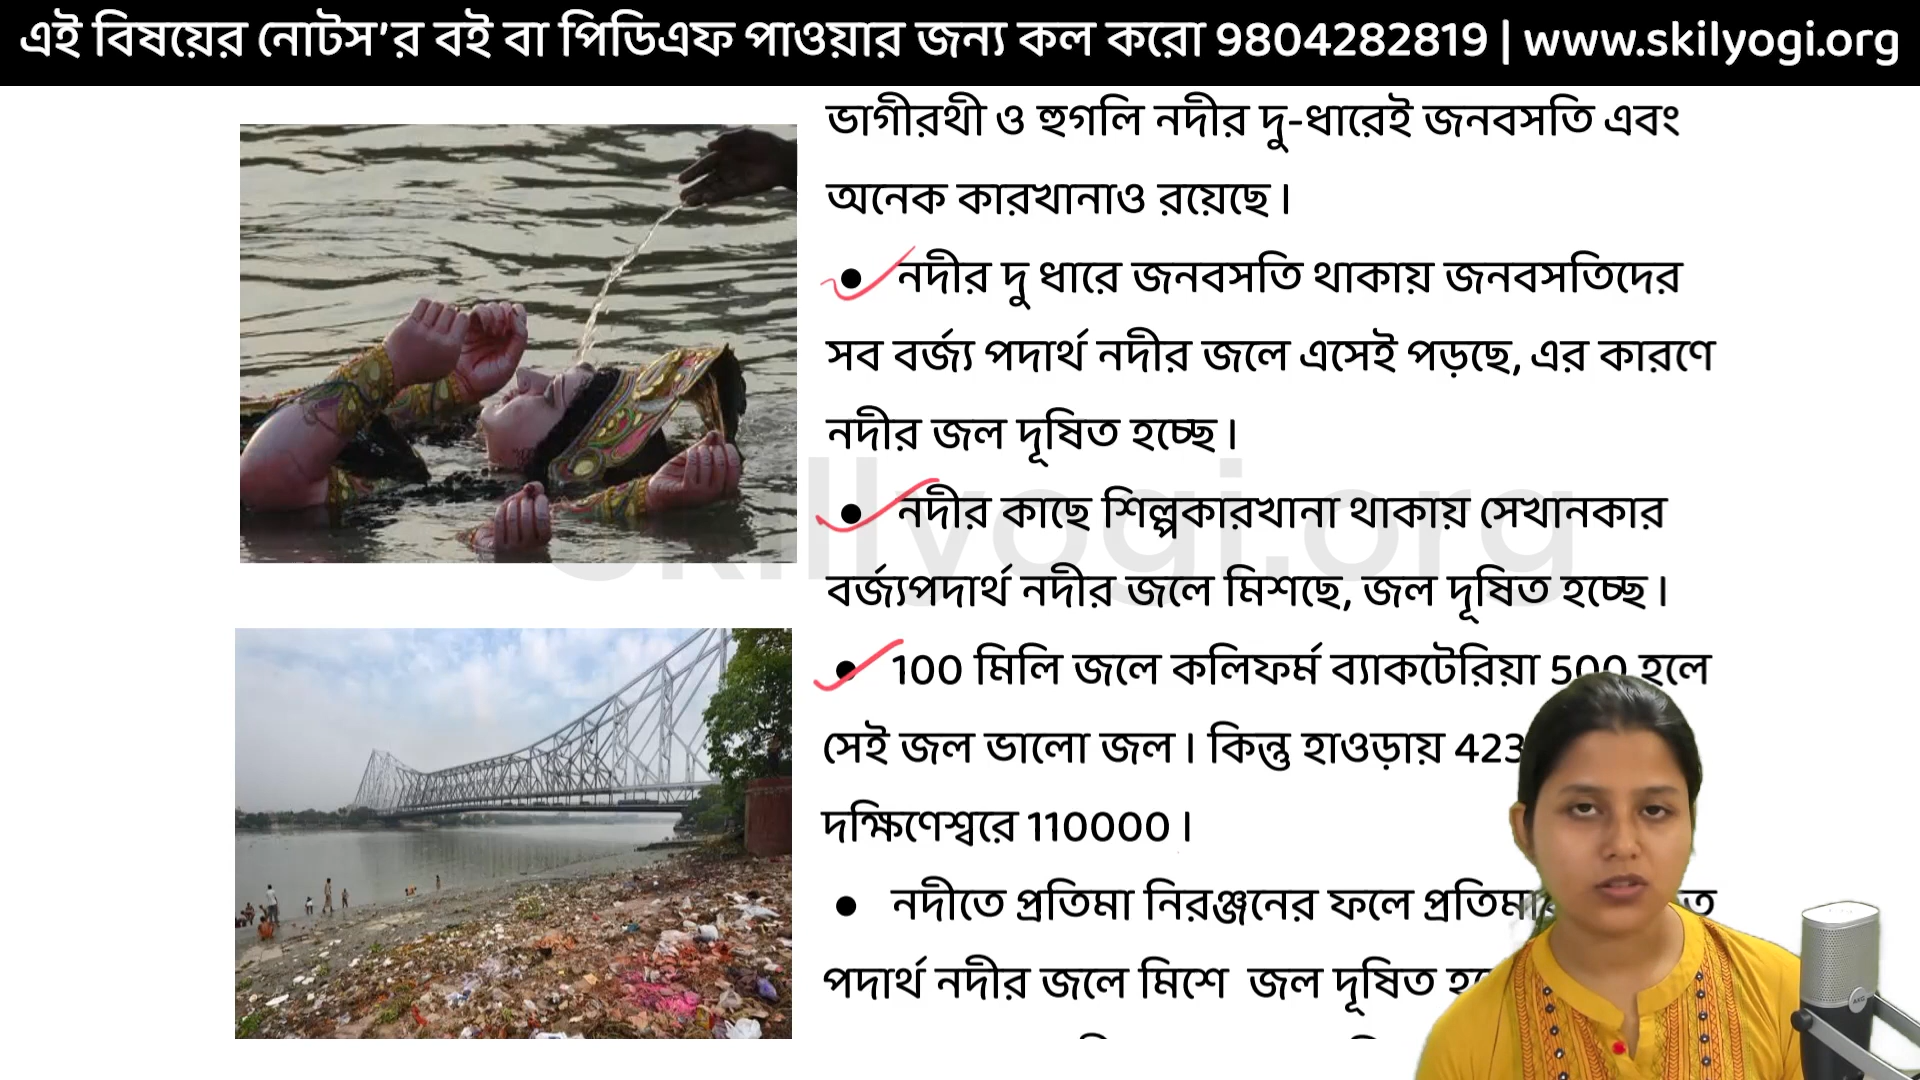 এই বিষয়ের নোটস’র বই বা পিডিএফ পাওয়ার জন্য কল করো 9804282819 | www.skilyogi.org
ভাগীরথী ও হুগলি নদীর দু-ধারেই জনবসতি এবং
অনেক কারখানাও রয়েছে।
● নদীর দু ধারে জনবসতি থাকায় জনবসতিদের
সব বর্জ্য পদার্থ নদীর জলে এসেই পড়ছে, এর কারণে
নদীর জল দূষিত হচ্ছে।
● নদীর কাছে শিল্পকারখানা থাকায় সেখানকার
বর্জ্যপদার্থ নদীর জলে মিশছে, জল দূষিত হচ্ছে।
● 100 মিলি জলে কলিফর্ম ব্যাকটেরিয়া 500 হলে
সেই জল ভালো জল। কিন্তু হাওড়ায়
দক্ষিণেশ্বরে 110000।
● নদীতে প্রতিমা নিরঞ্জনের ফলে
পদার্থ নদীর জলে মিশে জল দূষিত
skillyogi.org